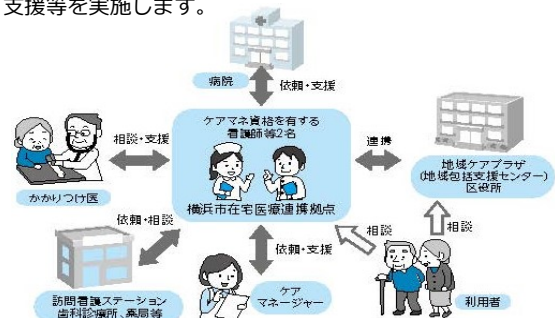 支援等を実施します。
病院
依頼・支援
ケアマネ資格を有する
看護師等2名
相談・支援
連携
かかりつけ医
横浜市在宅医療連携拠点
地域ケアプラザ
(地域包括支援センター)
区役所
依頼・相談
依頼・支援
相談
相談
訪問看護ステーション
歯科診療所、薬局等
ケア
マネージャー
利用者